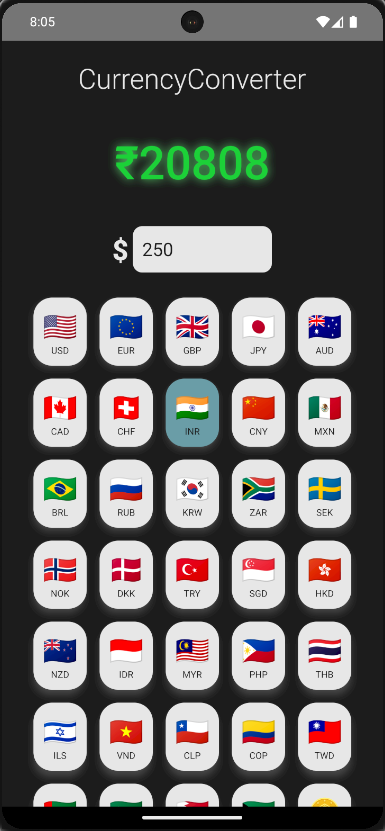 8:05
CurrencyConverter
₹20808
$ 250
USD EUR GBP JPY AUD
CAD CHF INR CNY MXN
BRL RUB KRW ZAR SEK
NOK DKK TRY SGD HKD
NZD IDR MYR PHP THB
ILS VND CLP COP TWD